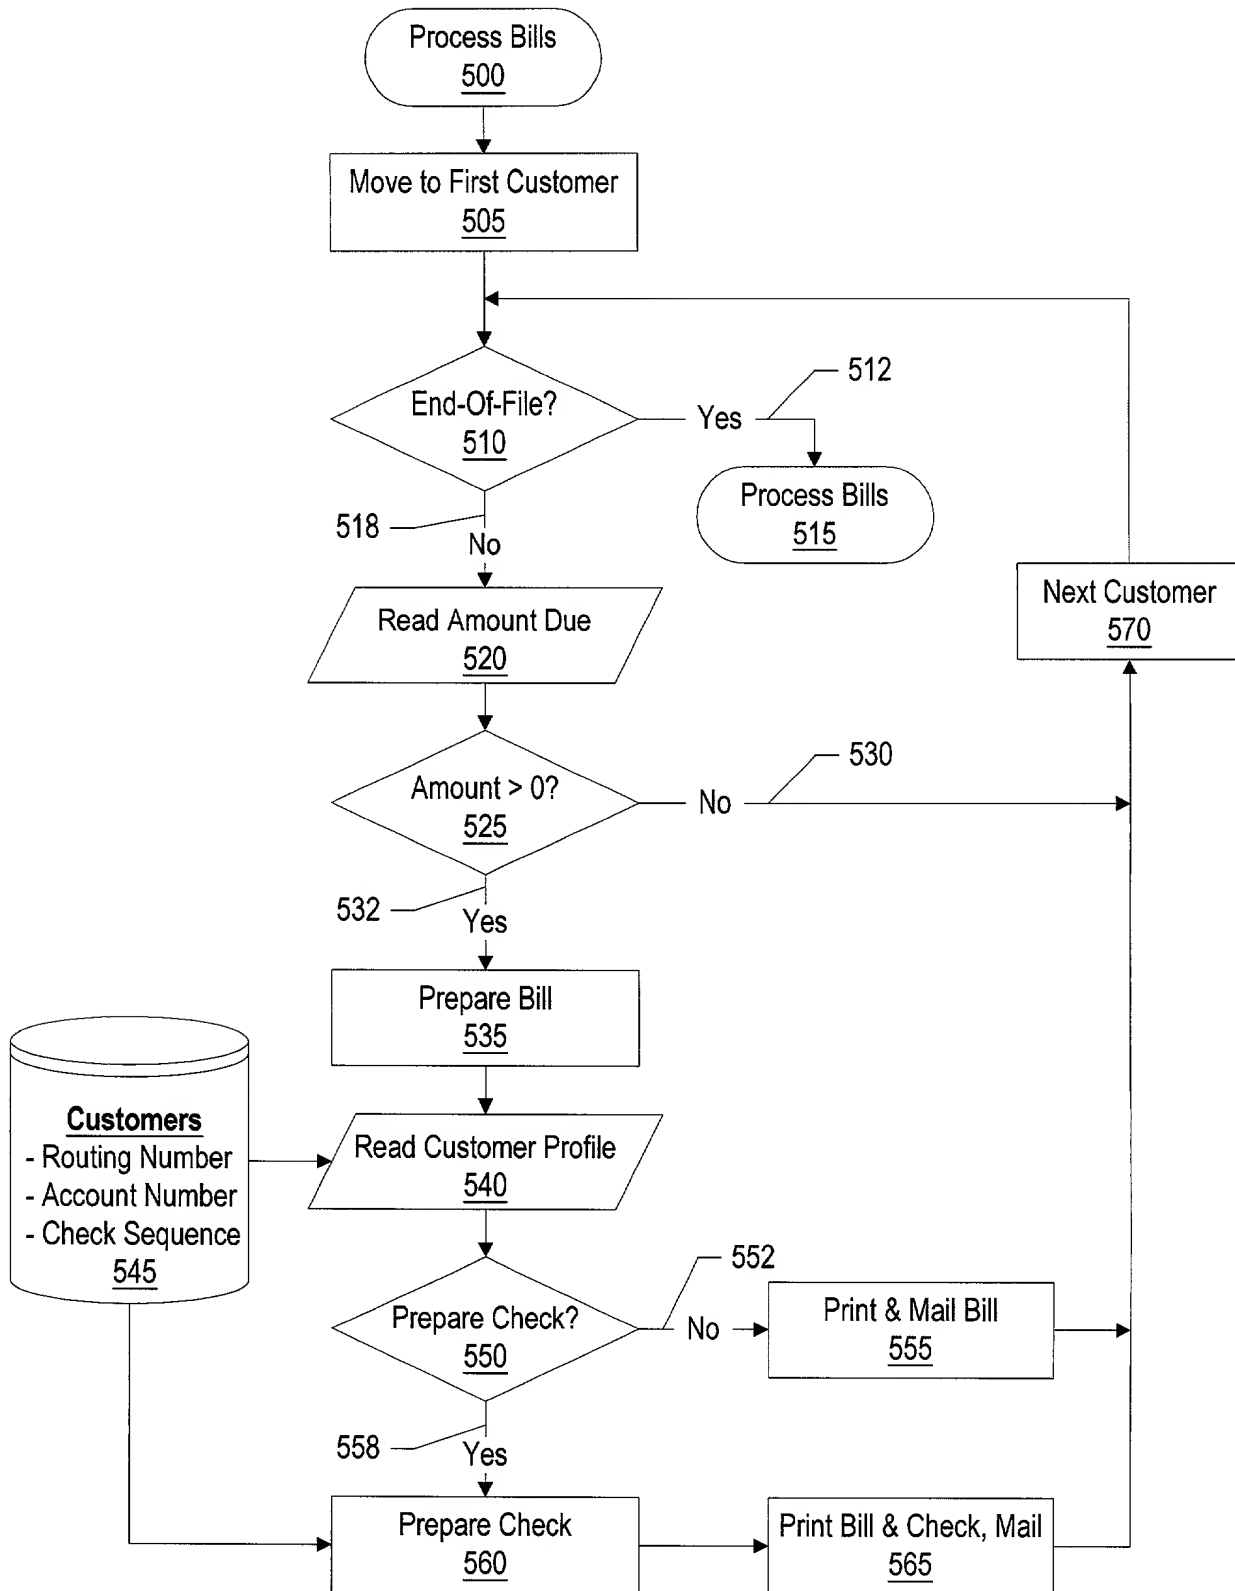 Process Bills
500
Move to First Customer
505
End-Of-File?
510
Yes
512
Process Bills
515
518
No
Read Amount Due
520
Next Customer
570
Amount > 0?
525
No
530
532
Yes
Prepare Bill
535
Customers
- Routing Number
- Account Number
- Check Sequence
545
Read Customer Profile
540
Prepare Check?
550
552
No
Print & Mail Bill
555
558
Yes
Prepare Check
560
Print Bill & Check, Mail
565